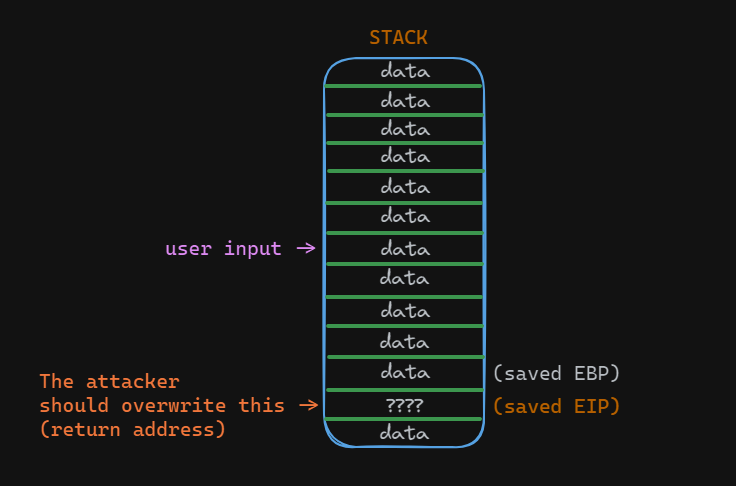 STACK
data
data
data
data
data
data
user input → data
data
data
data
data (saved EBP)
The attacker
should overwrite this → ???? (saved EIP)
(return address) data